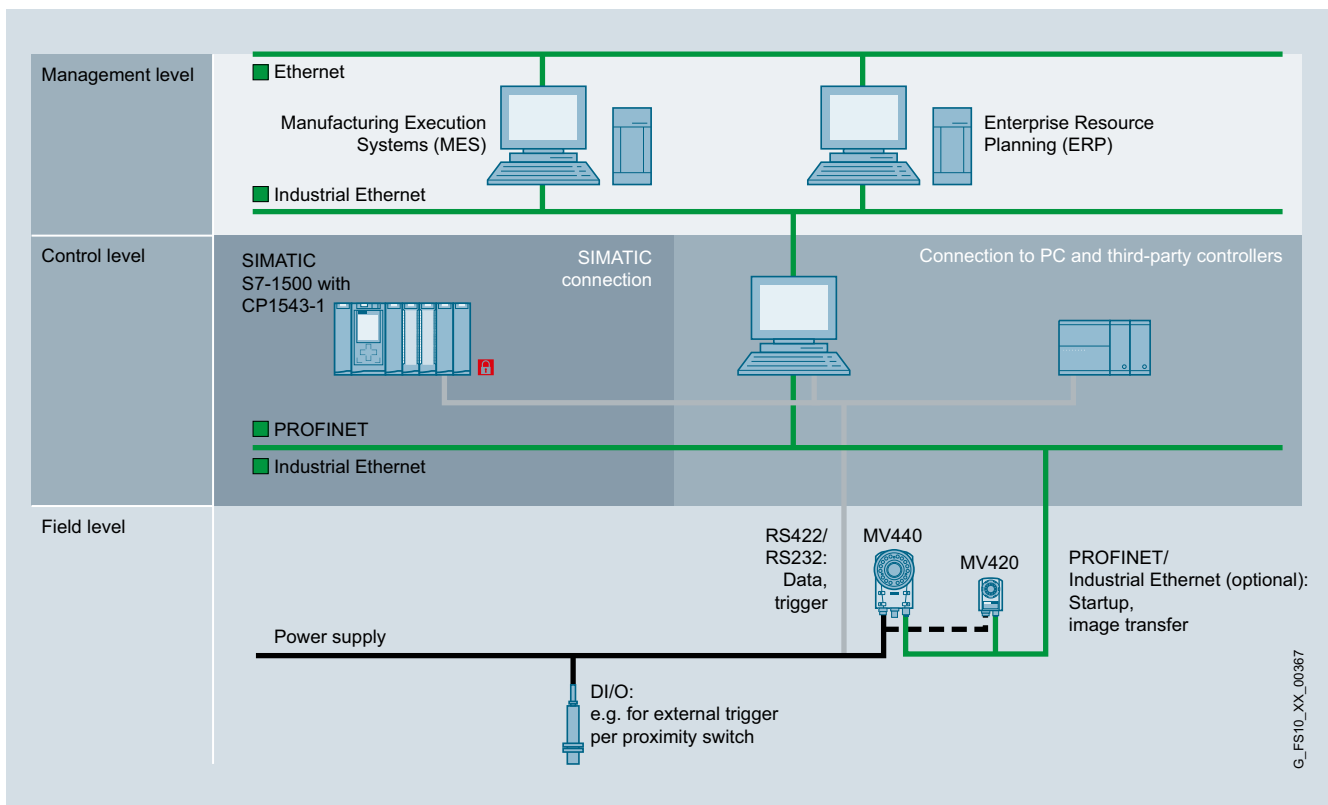 Management level
Ethernet
Manufacturing Execution
Systems (MES)
Enterprise Resource
Planning (ERP)
Industrial Ethernet
Control level
SIMATIC
S7-1500 with
CP1543-1
SIMATIC
connection
Connection to PC and third-party controllers
PROFINET
Industrial Ethernet
Field level
RS422/
RS232:
Data,
trigger
MV440
MV420
PROFINET/
Industrial Ethernet (optional):
Startup,
image transfer
Power supply
DI/O:
e.g. for external trigger
per proximity switch
G_FS10_XX_00367